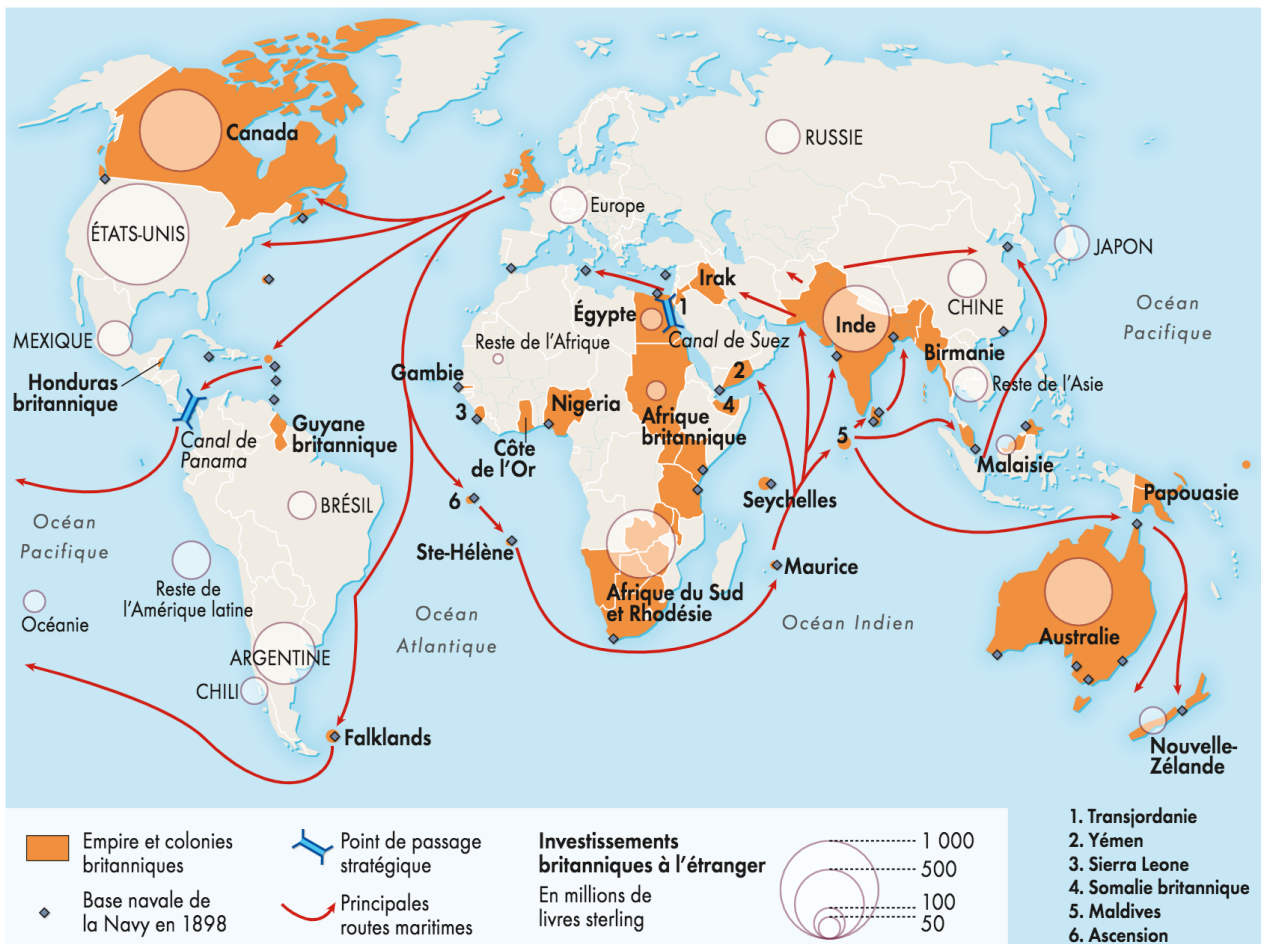 Canada
RUSSIE
Europe
ÉTATS-UNIS
JAPON
Irak
Océan
Pacifique
1
Égypte
CHINE
Inde
MEXIQUE
Reste de l'Afrique
Canal de Suez
Birmanie
Honduras
britannique
Gambie
2
Reste de l'Asie
3
Nigeria
4
Afrique
britannique
Guyane
britannique
Canal de
Panama
Côte
de l'Or
5
Malaisie
6
Seychelles
Papouasie
BRÉSIL
Océan
Pacifique
Ste-Hélène
Maurice
Reste de
l'Amérique latine
Afrique du Sud
et Rhodésie
Océanie
Océan
Atlantique
Océan Indien
Australie
ARGENTINE
CHILI
Falklands
Nouvelle-
Zélande
Empire et colonies
britanniques
Base navale de
la Navy en 1898
Point de passage
stratégique
Principales
routes maritimes
Investissements
britanniques à l'étranger
En millions de
livres sterling
1 000
500
100
50
1. Transjordanie
2. Yémen
3. Sierra Leone
4. Somalie britannique
5. Maldives
6. Ascension